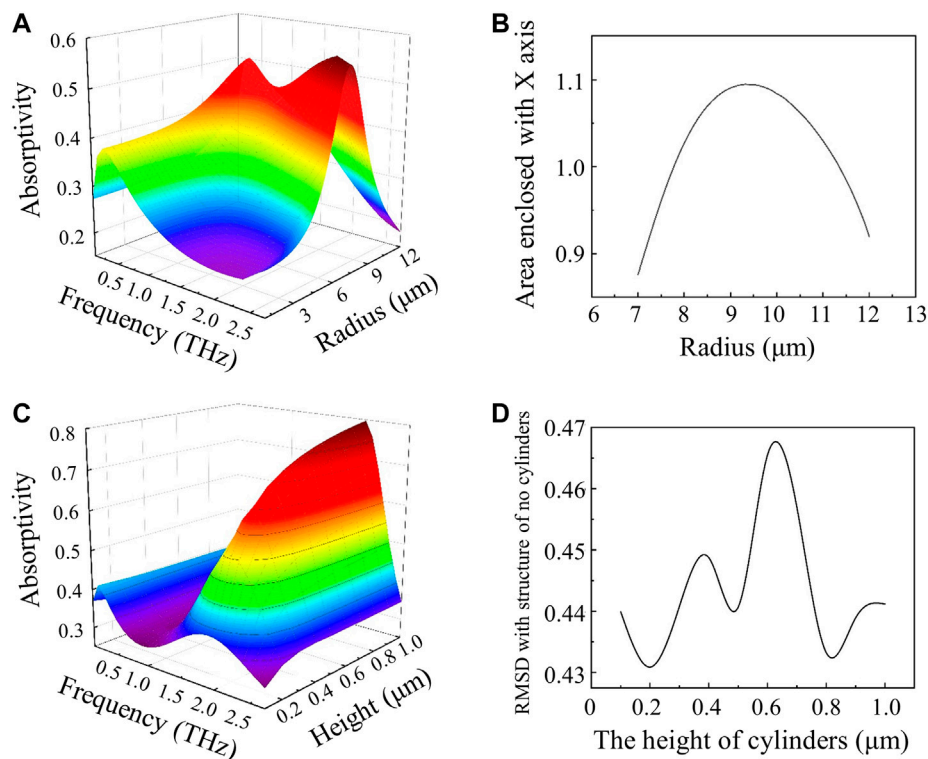 A
0.6
0.5
0.4
0.3
0.2
Absorptivity
0.5
1.0
1.5
2.0
2.5
Frequency (THz)
3
6
9
12
Radius (μm)
B
1.1
1.0
0.9
Area enclosed with X axis
6 7 8 9 10 11 12 13
Radius (μm)
C
0.8
0.7
0.6
0.5
0.4
0.3
Absorptivity
0.5
1.0
1.5
2.0
2.5
Frequency (THz)
0.2
0.4
0.6
0.8
1.0
Height (μm)
D
0.47
0.46
0.45
0.44
0.43
RMSD with structure of no cylinders
0 0.2 0.4 0.6 0.8 1.0
The height of cylinders (μm)